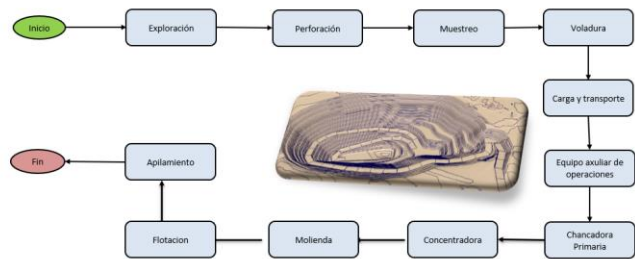 Inicio
Exploración
Perforación
Muestreo
Voladura
Carga y transporte
Equipo axuliar de
operaciones
Chancadora
Primaria
Concentradora
Molienda
Flotacion
Apilamiento
Fin